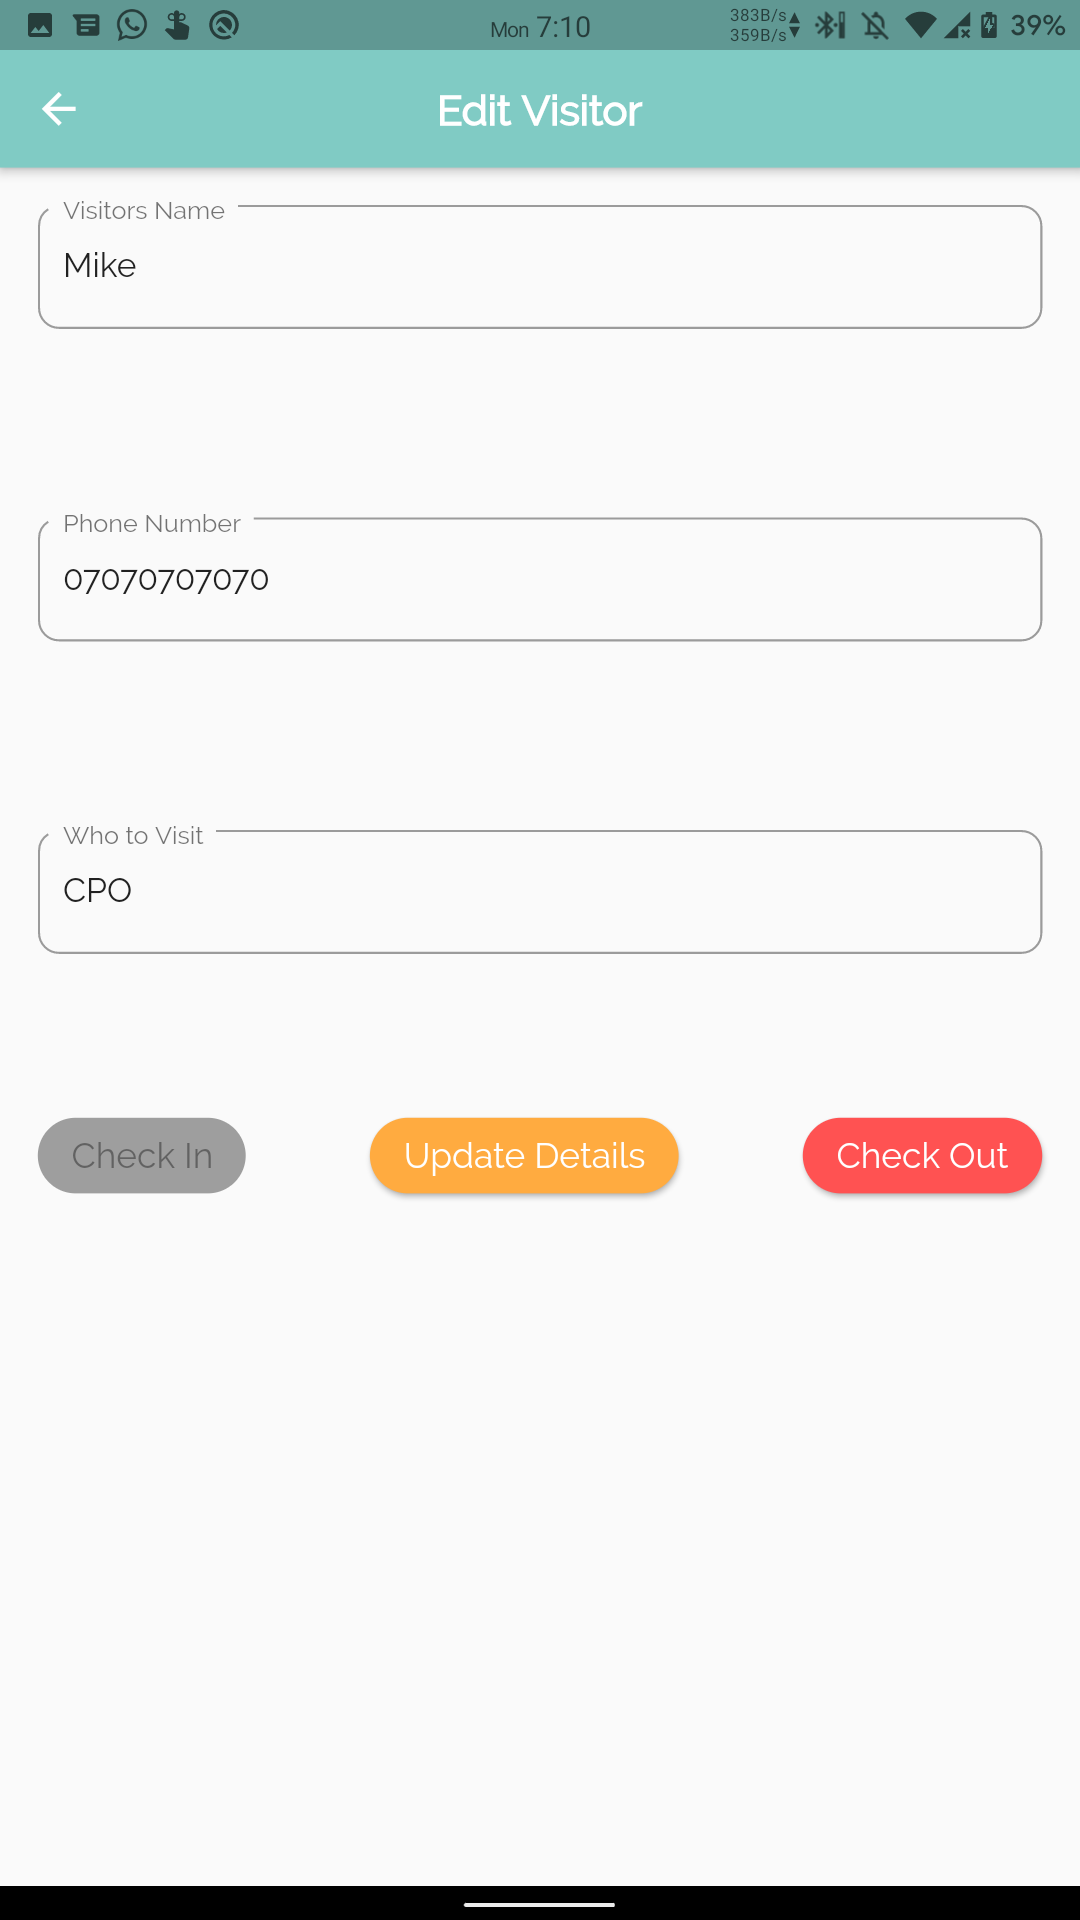 Mon 7:10
383B/s
359B/s
39%
Edit Visitor
Visitors Name
Mike
Phone Number
07070707070
Who to Visit
CPO
Check In
Update Details
Check Out